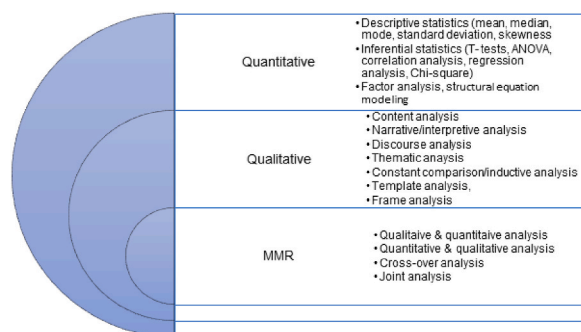 Quantitative
• Descriptive statistics (mean, median,
mode, standard deviation, skewness
• Inferential statistics (T- tests, ANOVA,
correlation analysis, regression
analysis, Chi-square)
• Factor analysis, structural equation
modeling
Qualitative
• Content analysis
• Narrative/interpretive analysis
• Discourse analysis
• Thematic anaysis
• Constant comparison/inductive analysis
• Template analysis,
• Frame analysis
MMR
• Qualitaive & quantitaive analysis
• Quantitative & qualitative analysis
• Cross-over analysis
• Joint analysis